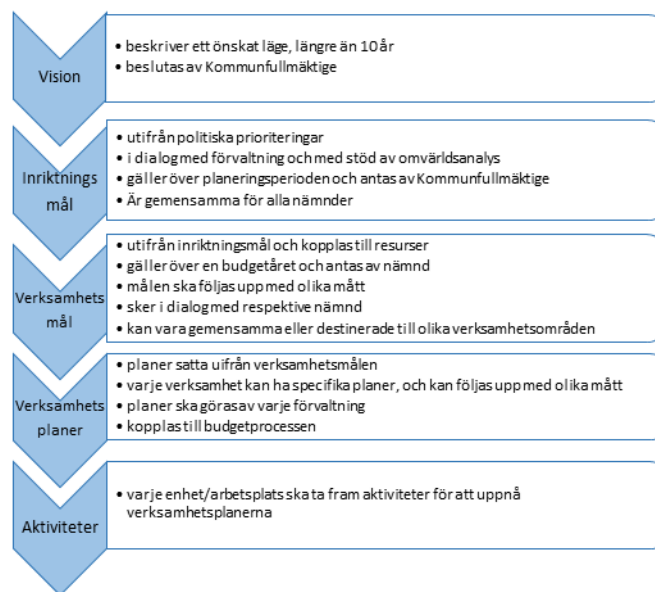 Vision
• beskriver ett önskat läge, längre än 10 år
• beslutas av Kommunfullmäktige
Inriktnings
mål
• utifrån politiska prioriteringar
• i dialog med förvaltning och med stöd av omvärldsanalys
• gäller över planeringsperioden och antas av Kommunfullmäktige
• Är gemensamma för alla nämnder
Verksamhets
mål
• utifrån inriktningsmål och kopplas till resurser
• gäller över en budgetåret och antas av nämnd
• målen ska följas upp med olika mått
• sker i dialog med respektive nämnd
• kan vara gemensamma eller destinerade till olika verksamhetsområden
Verksamhets
planer
• planer satta uifrån verksamhetsmålen
• varje verksamhet kan ha specifika planer, och kan följas upp med olika mått
• planer ska göras av varje förvaltning
• kopplas till budgetprocessen
Aktiviteter
• varje enhet/arbetsplats ska ta fram aktiviteter för att uppnå
verksamhetsplanerna